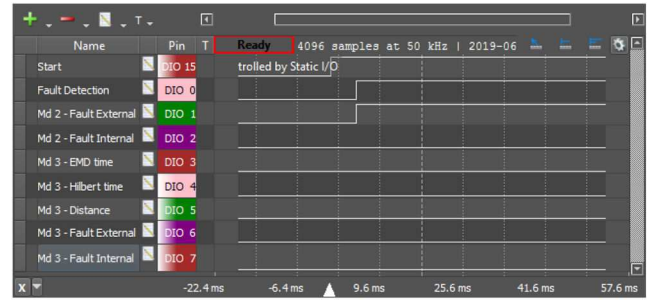 T
Name Pin T Ready 4096 samples at 50 kHz | 2019-06
Start DIO 15 trolled by Static I/O
Fault Detection DIO 0
Md 2 - Fault External DIO 1
Md 2 - Fault Internal DIO 2
Md 3 - EMD time DIO 3
Md 3 - Hilbert time DIO 4
Md 3 - Distance DIO 5
Md 3 - Fault External DIO 6
Md 3 - Fault Internal DIO 7
X -22.4 ms -6.4 ms 9.6 ms 25.6 ms 41.6 ms 57.6 ms